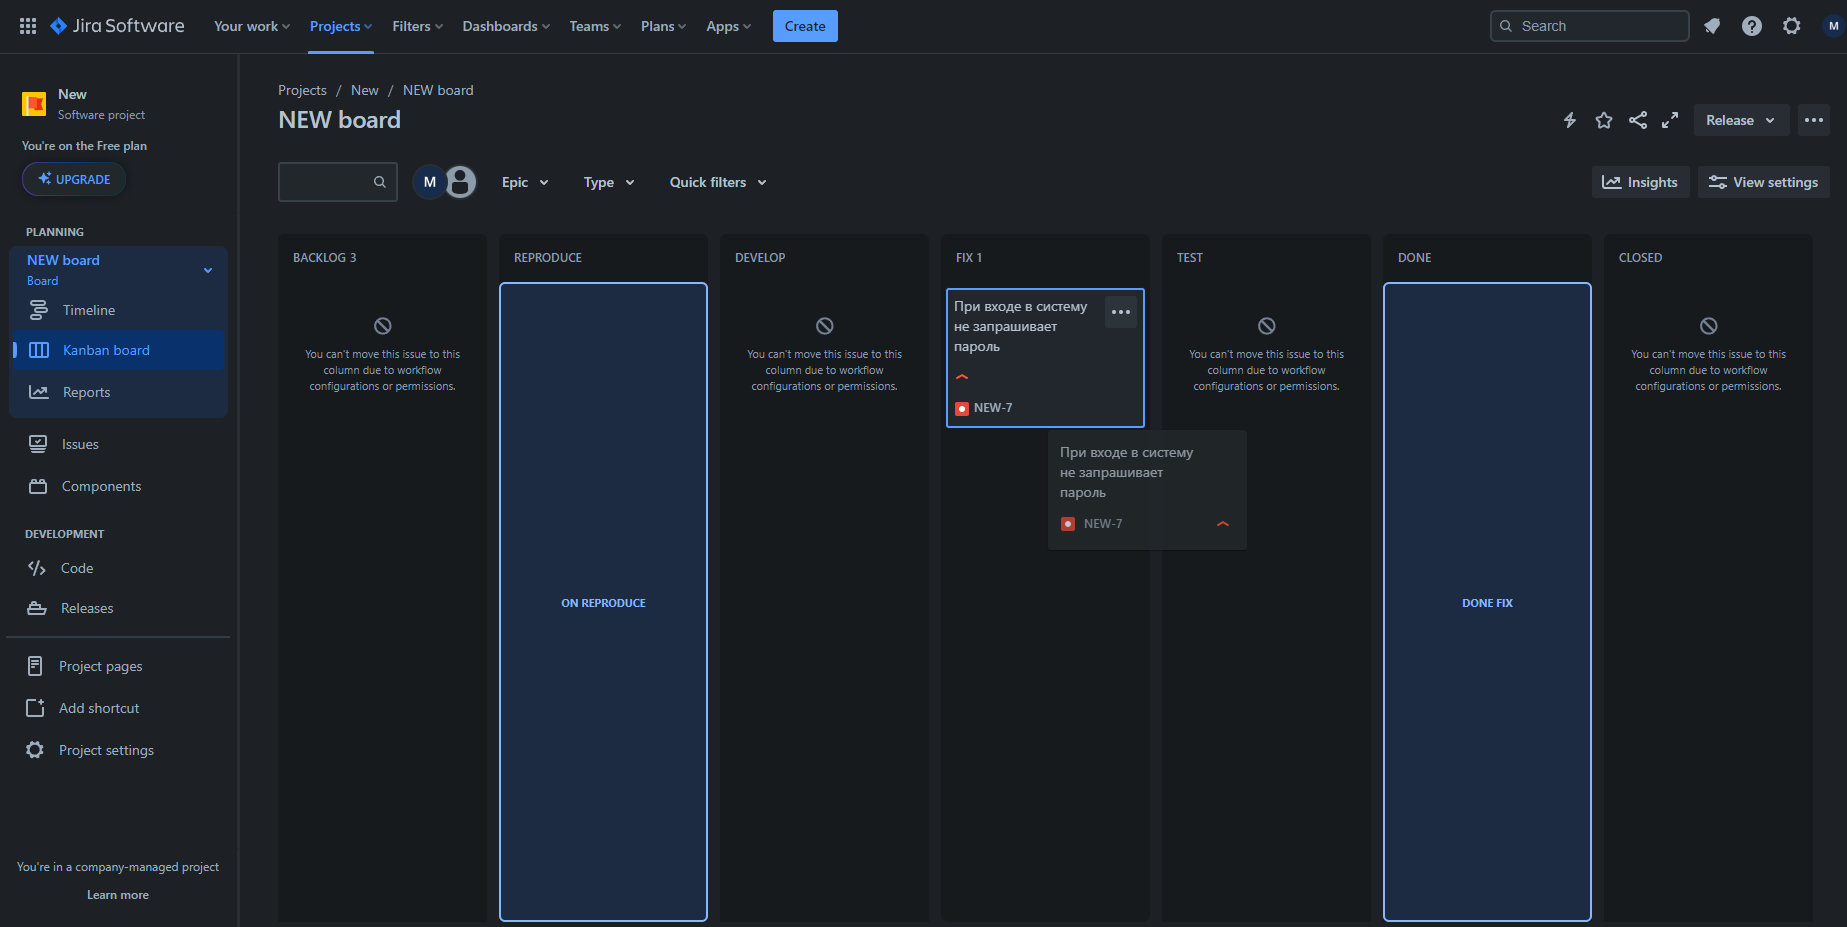 Jira Software
Your work
Projects
Filters
Dashboards
Teams
Plans
Apps
Create
Search
M
New
Software project
You're on the Free plan
UPGRADE
PLANNING
NEW board
Board
Timeline
Kanban board
Reports
Issues
Components
DEVELOPMENT
Code
Releases
Project pages
Add shortcut
Project settings
You're in a company-managed project
Learn more
Projects / New / NEW board
NEW board
Release
M
Epic
Type
Quick filters
Insights
View settings
BACKLOG 3
You can't move this issue to this
column due to workflow
configurations or permissions.
REPRODUCE
ON REPRODUCE
DEVELOP
You can't move this issue to this
column due to workflow
configurations or permissions.
FIX 1
При входе в систему
не запрашивает
пароль
NEW-7
При входе в систему
не запрашивает
пароль
NEW-7
TEST
You can't move this issue to this
column due to workflow
configurations or permissions.
DONE
DONE FIX
CLOSED
You can't move this issue to this
column due to workflow
configurations or permissions.